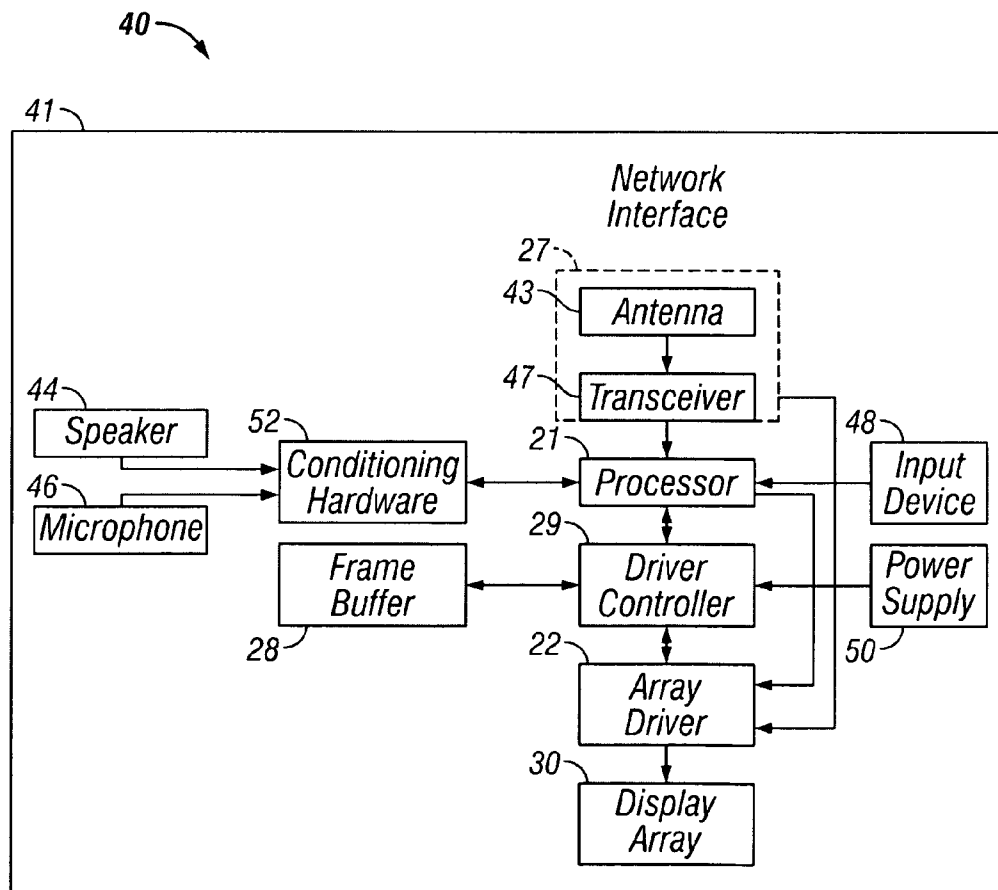 40
41
Network
Interface
27
43
Antenna
47
Transceiver
44
Speaker
52
Conditioning
Hardware
21
Processor
48
Input
Device
46
Microphone
29
Driver
Controller
Frame
Buffer
28
Power
Supply
50
22
Array
Driver
30
Display
Array